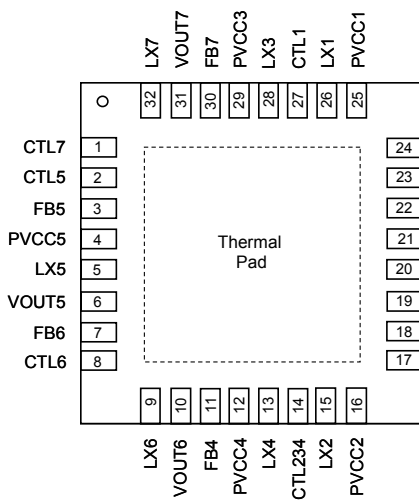 LX7
VOUT7
FB7
PVCC3
LX3
CTL1
LX1
PVCC1
32
31
30
29
28
27
26
25
CTL7 1
CTL5 2
FB5 3
PVCC5 4
LX5 5
VOUT5 6
FB6 7
CTL6 8
Thermal
Pad
24
23
22
21
20
19
18
17
9
10
11
12
13
14
15
16
LX6
VOUT6
FB4
PVCC4
LX4
CTL234
LX2
PVCC2